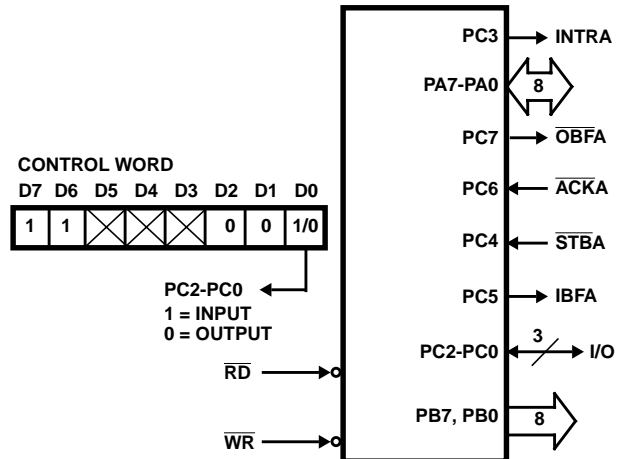 CONTROL WORD
D7 D6 D5 D4 D3 D2 D1 D0
1 1 0 0 1/0
PC2-PC0
1 = INPUT
0 = OUTPUT
RD
WR
PC3 INTRA
PA7-PA0 8
PC7 OBFA
PC6 ACKA
PC4 STBA
PC5 IBFA
PC2-PC0 3 I/O
PB7, PB0 8